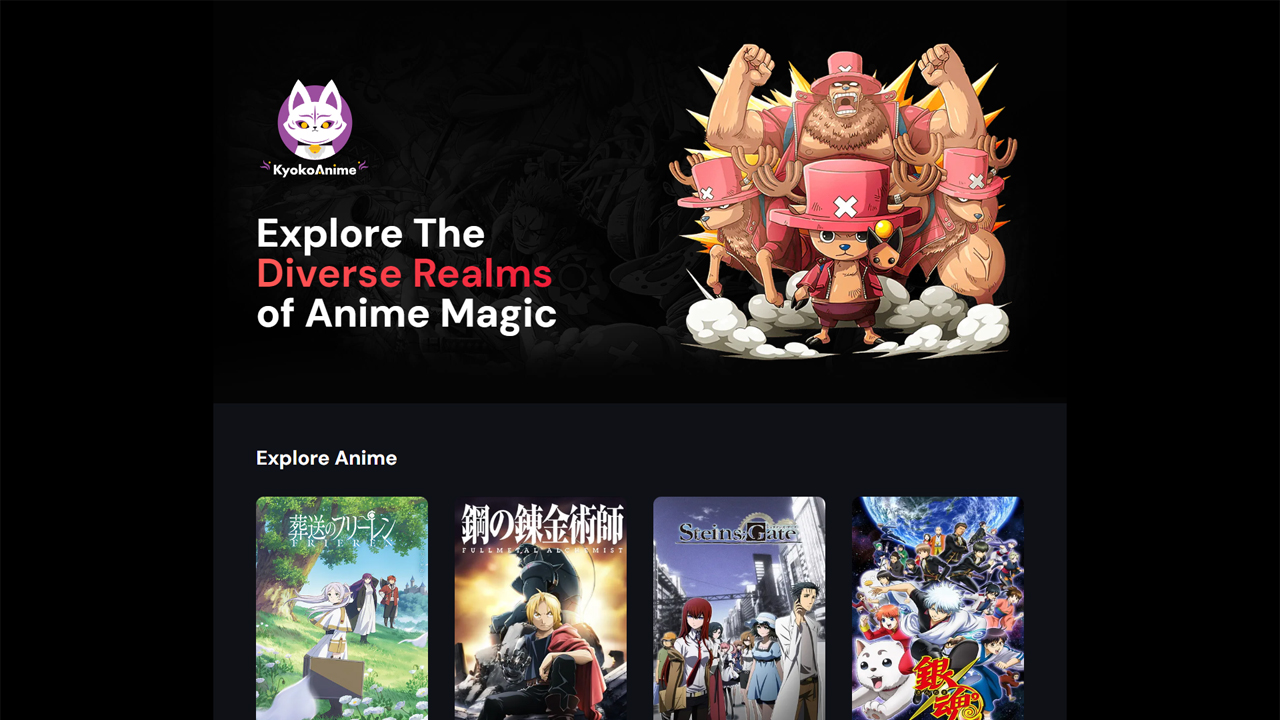 KyokoAnime
Explore The
Diverse Realms
of Anime Magic
Explore Anime
葬送のフリーレン
FRIEREN
鋼の錬金術師
FULLMETAL ALCHEMIST
Steins;Gate
銀魂